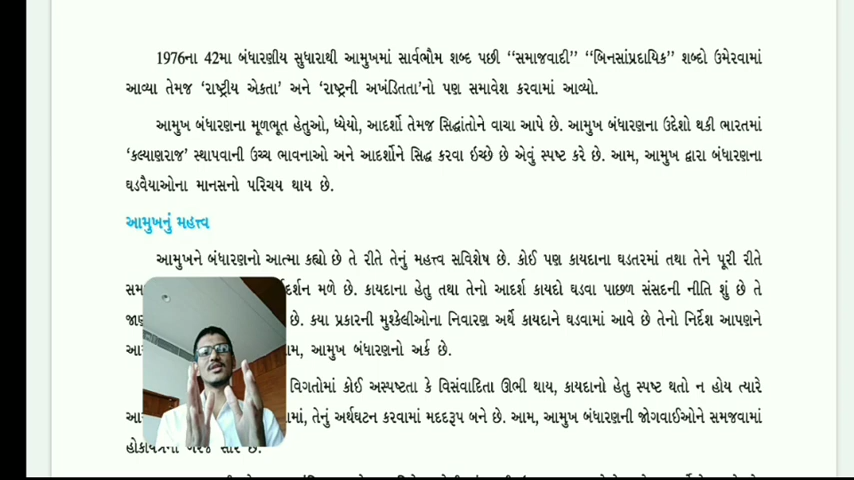 1976ના 42મા બંધારણીય સુધારાથી આમુખમાં સાર્વભૌમ શબ્દ પછી “સમાજવાદી” “બિનસાંપ્રદાયિક” શબ્દો ઉમેરવામાં
આવ્યા તેમજ ‘રાષ્ટ્રીય એકતા’ અને ‘રાષ્ટ્રની અખંડિતતા’નો પણ સમાવેશ કરવામાં આવ્યો.
આમુખ બંધારણના મૂળભૂત હેતુઓ, ધ્યેયો, આદર્શો તેમજ સિદ્ધાંતોને વાચા આપે છે. આમુખ બંધારણના ઉદ્દેશો થકી ભારતમાં
‘કલ્યાણરાજ’ સ્થાપવાની ઉચ્ચ ભાવનાઓ અને આદર્શોને સિદ્ધ કરવા ઇચ્છે છે એવું સ્પષ્ટ કરે છે. આમ, આમુખ દ્વારા બંધારણના
ઘડવૈયાઓના માનસનો પરિચય થાય છે.
આમુખનું મહત્ત્વ
આમુખને બંધારણનો આત્મા કહ્યો છે તે રીતે તેનું મહત્ત્વ સવિશેષ છે. કોઈ પણ કાયદાના ઘડતરમાં તથા તેને પૂરી રીતે
મળે છે. કાયદાના હેતુ તથા તેનો આદર્શ કાયદો ઘડવા પાછળ સંસદની નીતિ શું છે તે
છે. ક્યા પ્રકારની મુશ્કેલીઓના નિવારણ અર્થે કાયદાને ઘડવામાં આવે છે તેનો નિર્દેશ આપણને
આમુખ બંધારણનો અર્ક છે.
વિગતોમાં કોઈ અસ્પષ્ટતા કે વિસંવાદિતા ઊભી થાય, કાયદાનો હેતુ સ્પષ્ટ થતો ન હોય ત્યારે
તેનું અર્થઘટન કરવામાં મદદરૂપ બને છે. આમ, આમુખ બંધારણની જોગવાઈઓને સમજવામાં